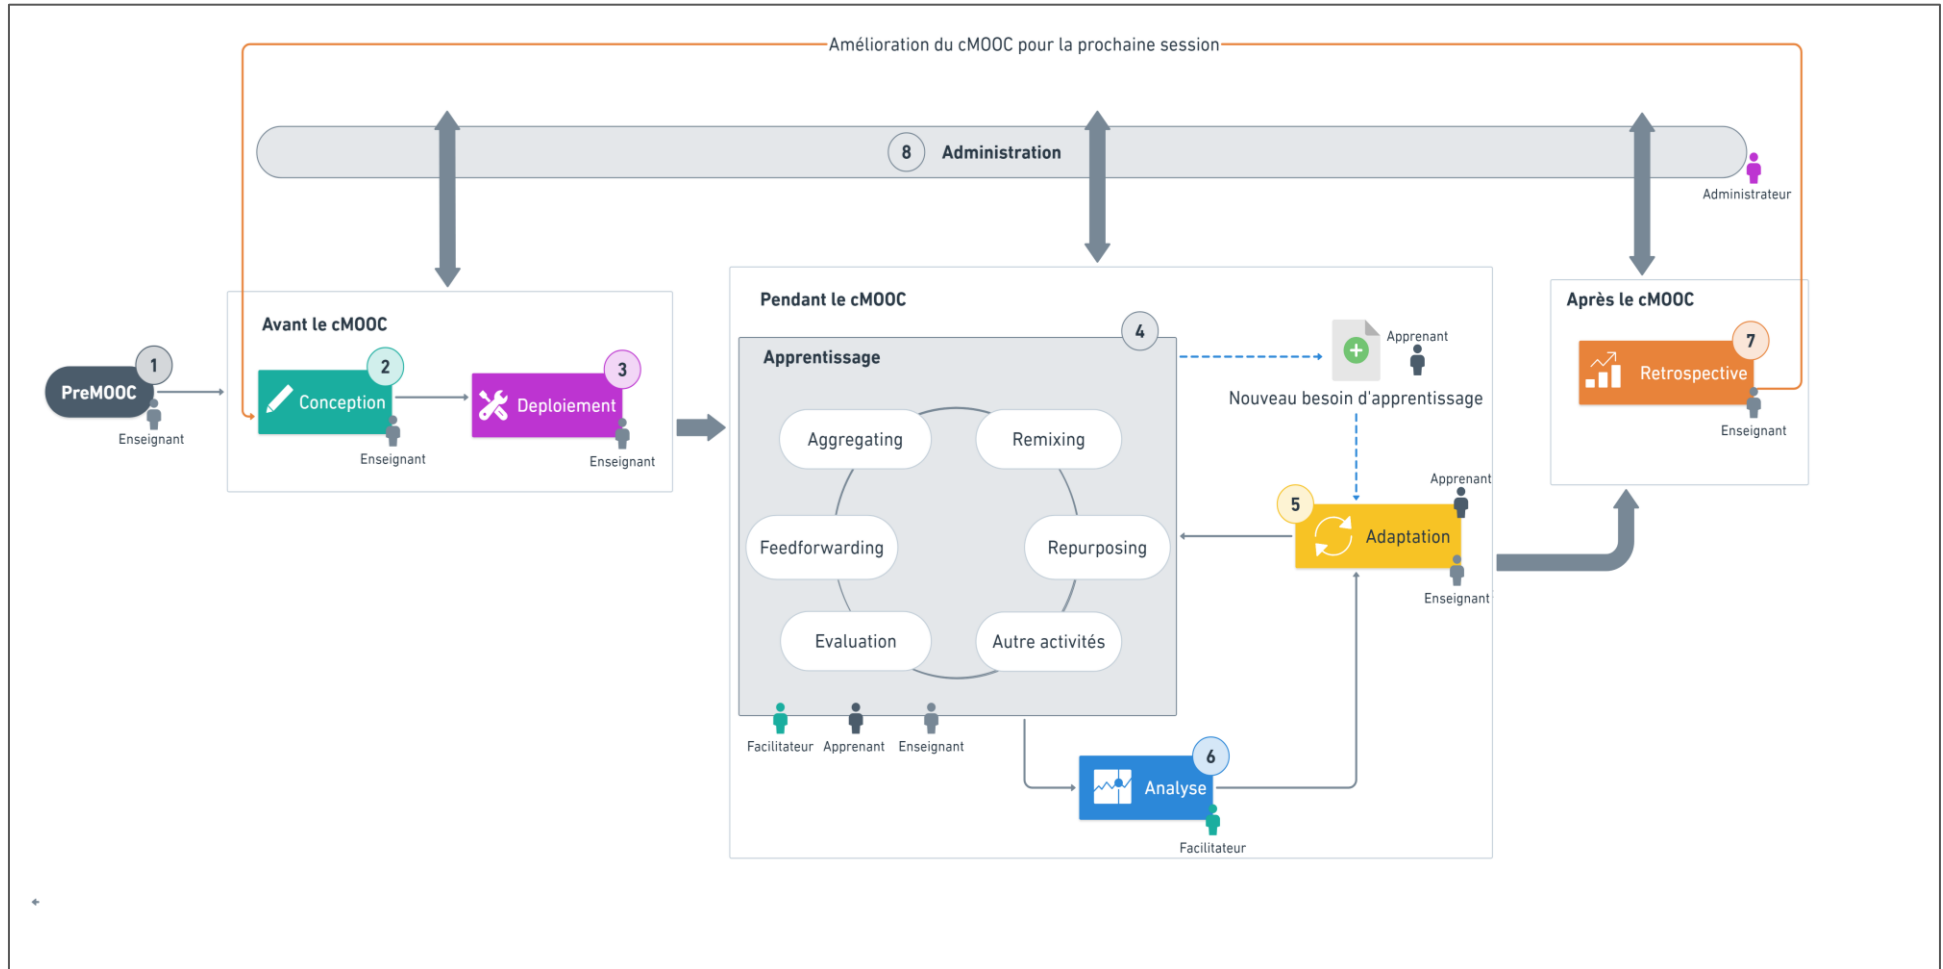 Amélioration du cMOOC pour la prochaine session
8 Administration
Administrateur
Avant le cMOOC
1
PreMOOC
Enseignant
2
Conception
Enseignant
3
Deploiement
Enseignant
Pendant le cMOOC
4
Apprentissage
Aggregating
Remixing
Feedforwarding
Repurposing
Evaluation
Autre activités
Facilitateur Apprenant Enseignant
Apprenant
Nouveau besoin d'apprentissage
Apprenant
5
Adaptation
Enseignant
6
Analyse
Facilitateur
Après le cMOOC
7
Retrospective
Enseignant